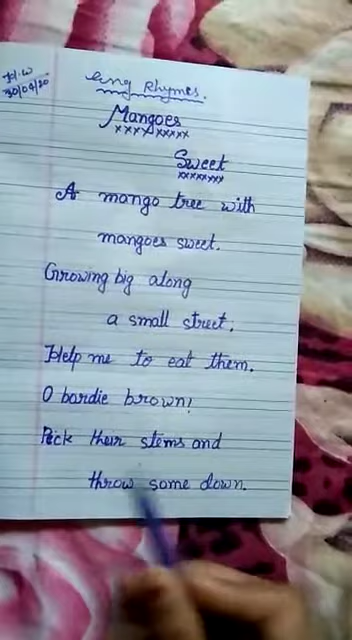 H.W
30/04/20
Eng Rhymes.
Mangoes
Sweet
A mango tree with
mangoes sweet.
Growing big along
a small street.
Help me to eat them.
O bardie brown!
Pick their stems and
throw some down.